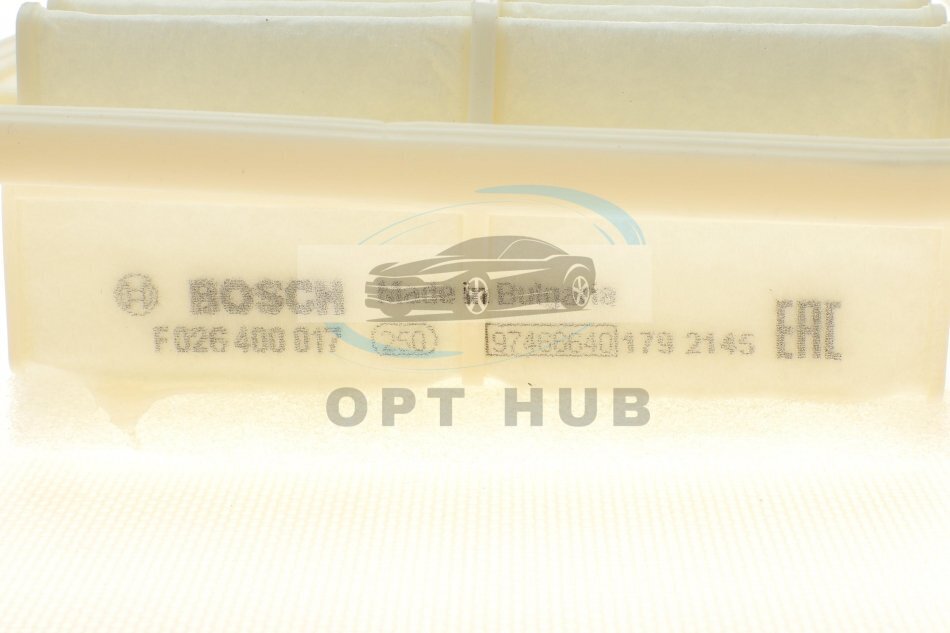 BOSCH Made in Bulgaria
F 026 400 017 250 97468640 179 2145 EAC
OPT HUB